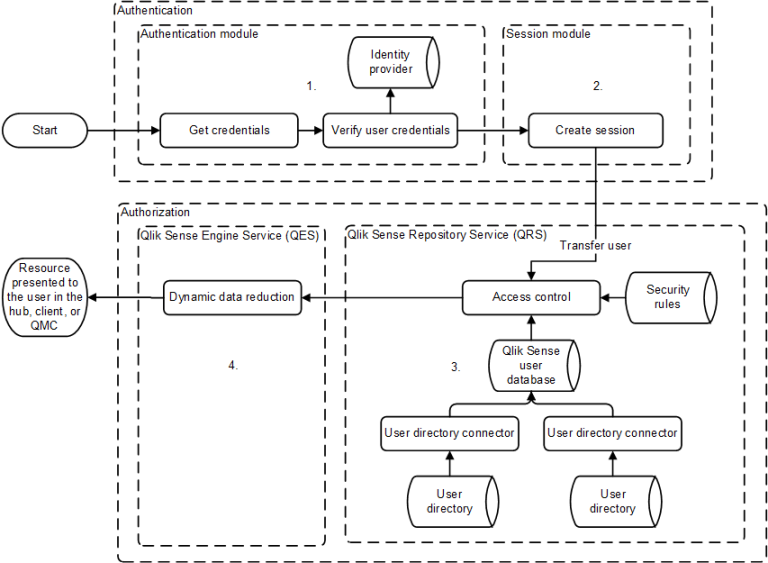 Authentication
Authentication module
Session module
Identity
provider
1.
2.
Start
Get credentials
Verify user credentials
Create session
Authorization
Qlik Sense Engine Service (QES)
Qlik Sense Repository Service (QRS)
Transfer user
Resource
presented to
the user in the
hub, client, or
QMC
Dynamic data reduction
Access control
Security
rules
Qlik Sense
user
database
3.
4.
User directory connector
User directory connector
User
directory
User
directory